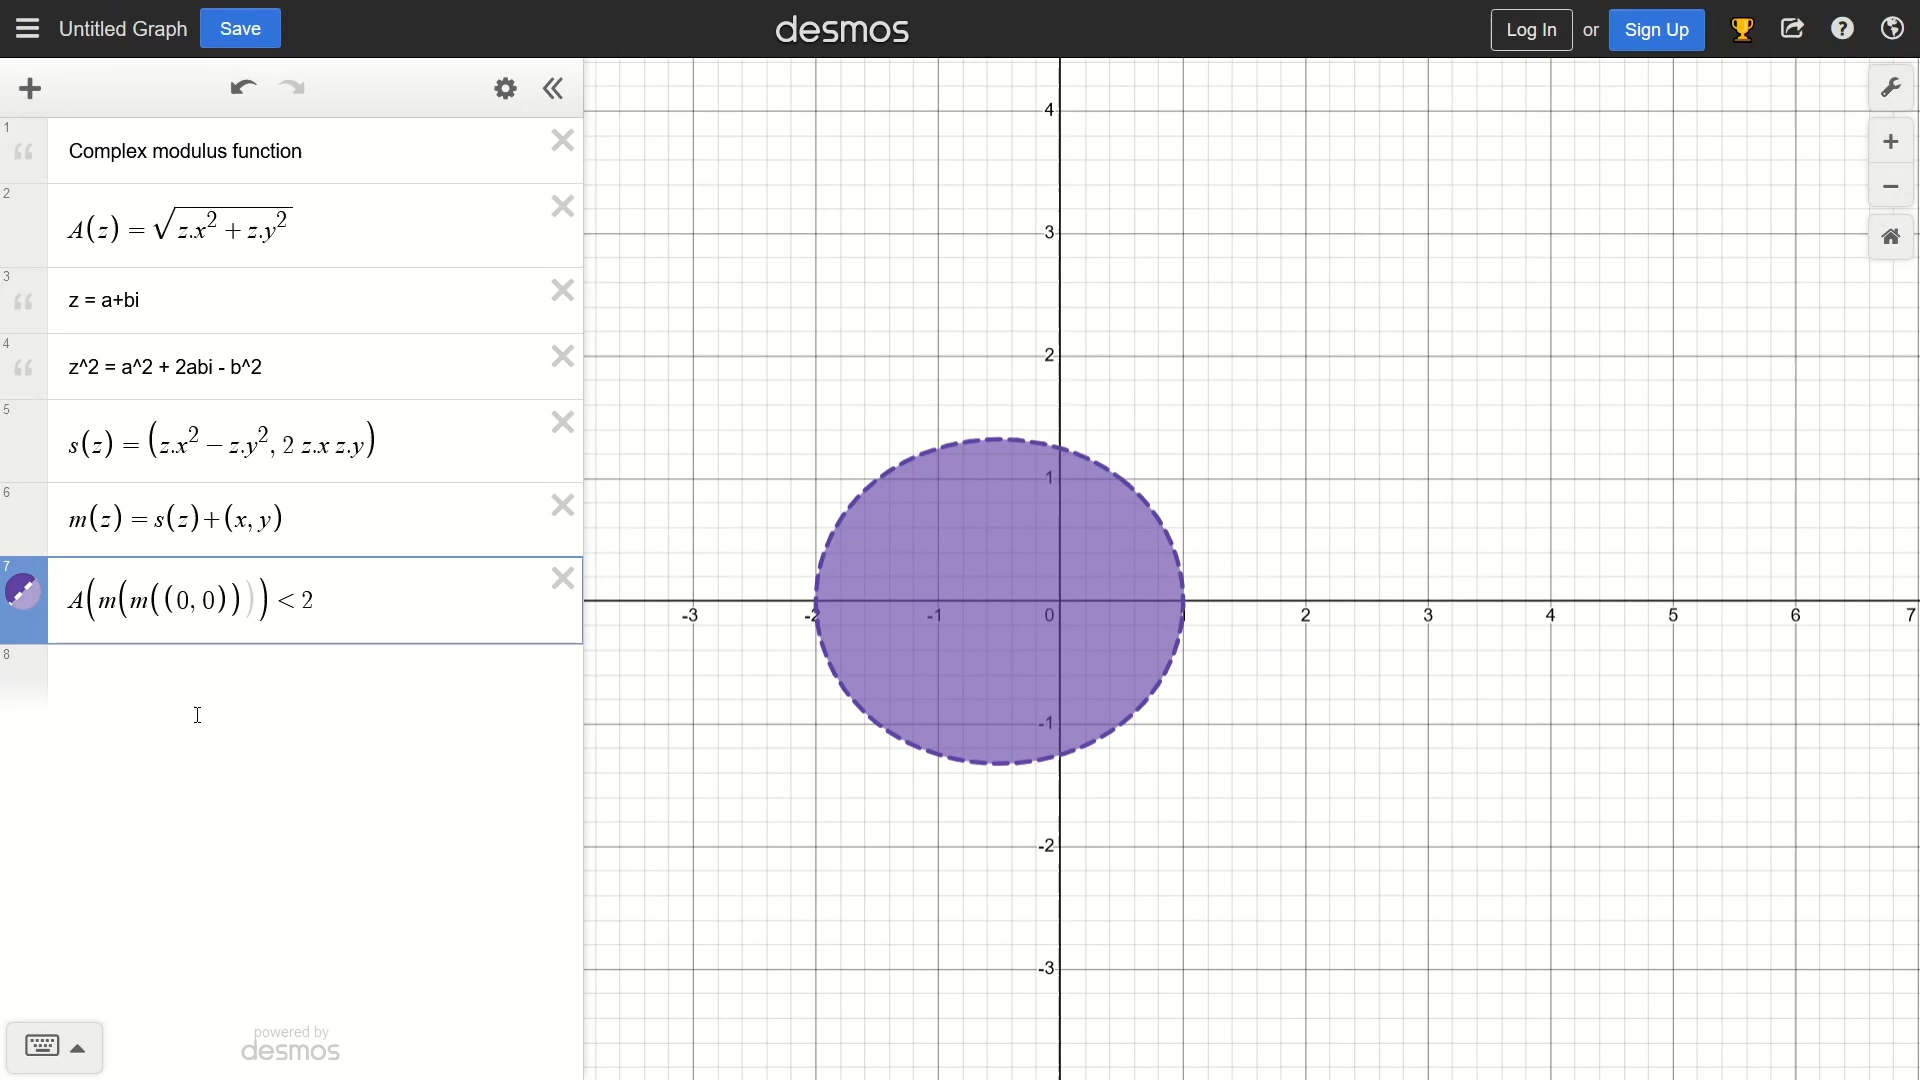 Untitled Graph
Save
desmos
Log In
or
Sign Up
1
Complex modulus function
2
A(z) = √z.x² + z.y²
3
z = a+bi
4
z^2 = a^2 + 2abi - b^2
5
s(z) = (z.x² − z.y², 2 z.x z.y)
6
m(z) = s(z)+(x, y)
7
A(m(m((0, 0)))) < 2
8
powered by
desmos
4
3
2
1
-3
-2
-1
0
2
3
4
5
6
7
-1
-2
-3